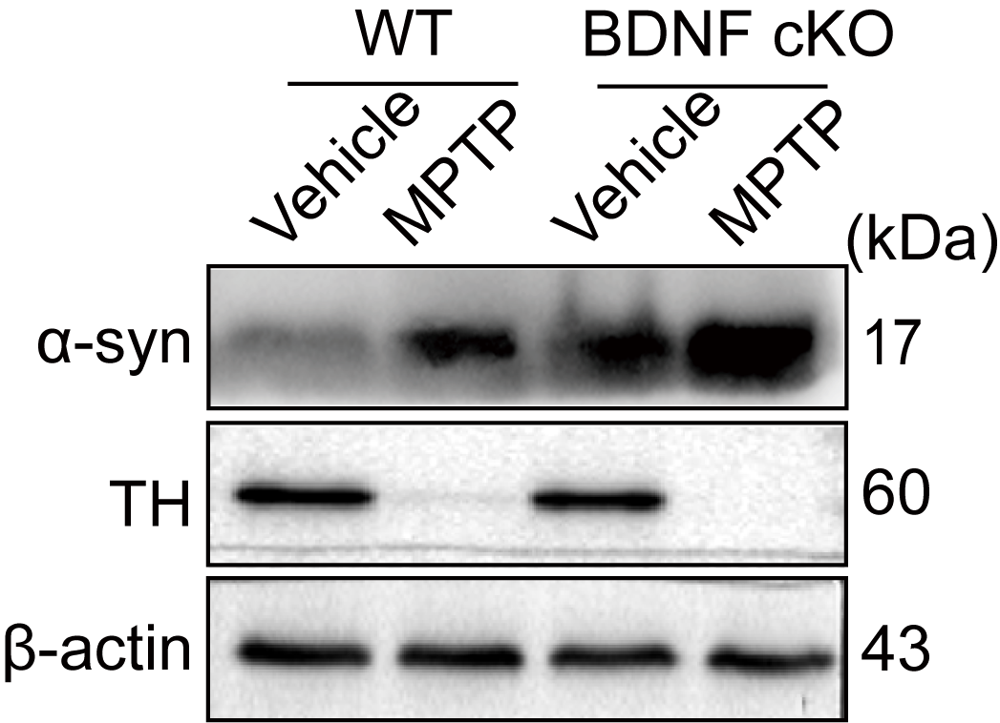 WT BDNF cKO
Vehicle MPTP Vehicle MPTP
(kDa)
α-syn 17
TH 60
β-actin 43